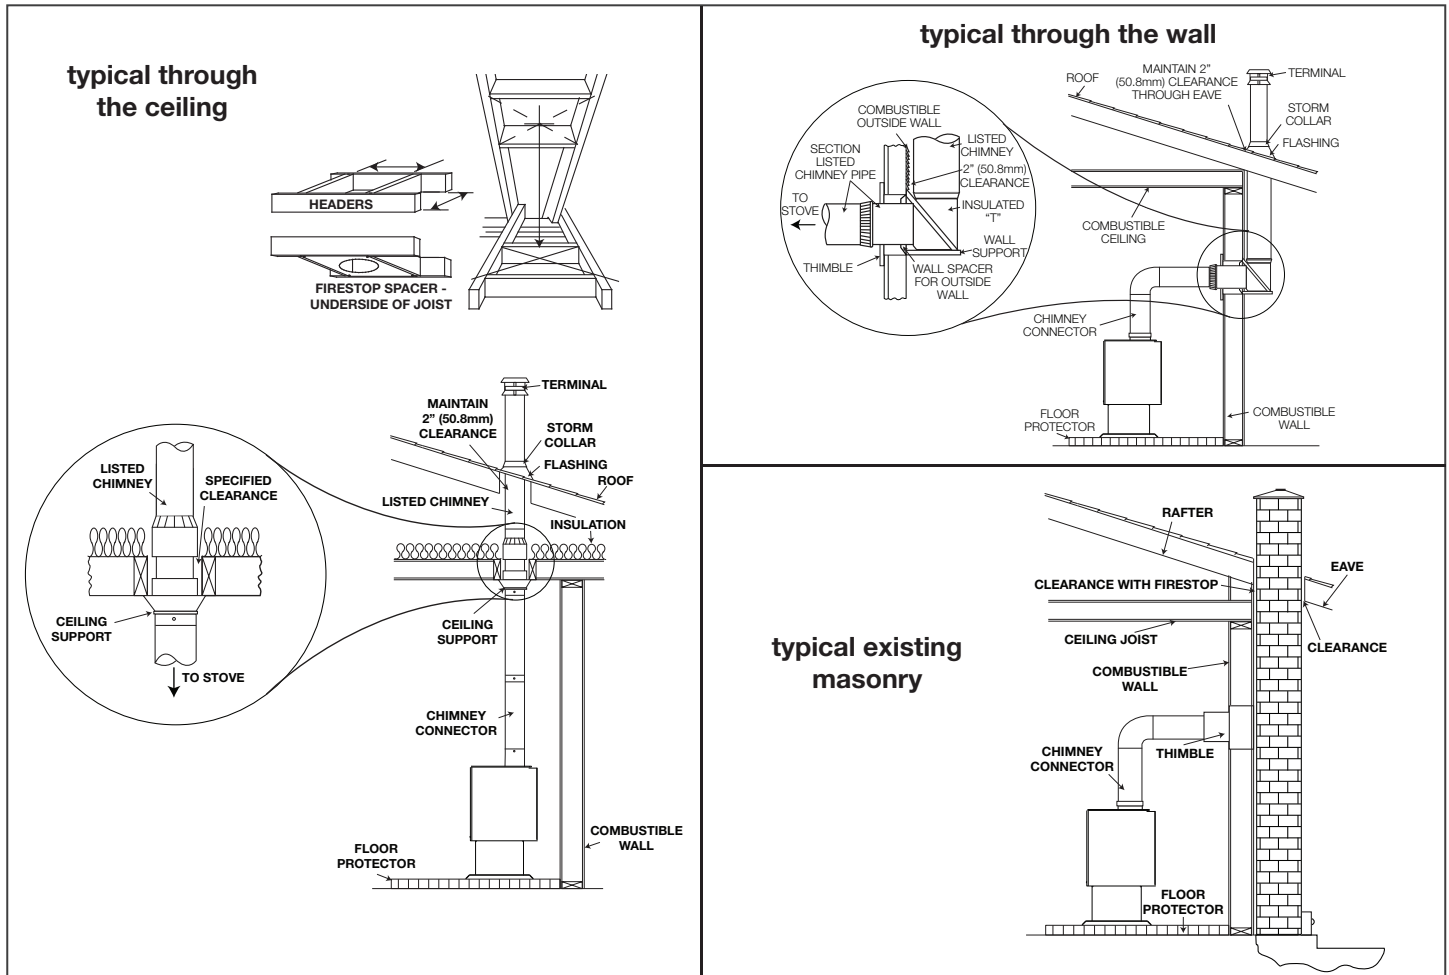 typical through
the ceiling
HEADERS
FIRESTOP SPACER -
UNDERSIDE OF JOIST
TERMINAL
MAINTAIN
2” (50.8mm)
CLEARANCE
STORM
COLLAR
FLASHING
ROOF
LISTED CHIMNEY
INSULATION
LISTED
CHIMNEY
SPECIFIED
CLEARANCE
CEILING
SUPPORT
TO STOVE
CEILING
SUPPORT
CHIMNEY
CONNECTOR
COMBUSTIBLE
WALL
FLOOR
PROTECTOR
typical through the wall
ROOF
MAINTAIN 2”
(50.8mm) CLEARANCE
THROUGH EAVE
TERMINAL
STORM
COLLAR
FLASHING
COMBUSTIBLE
OUTSIDE WALL
SECTION
LISTED
CHIMNEY PIPE
LISTED
CHIMNEY
2” (50.8mm)
CLEARANCE
TO
STOVE
INSULATED
“T”
WALL
SUPPORT
THIMBLE
WALL SPACER
FOR OUTSIDE
WALL
COMBUSTIBLE
CEILING
CHIMNEY
CONNECTOR
FLOOR
PROTECTOR
COMBUSTIBLE
WALL
typical existing
masonry
RAFTER
EAVE
CLEARANCE WITH FIRESTOP
CEILING JOIST
CLEARANCE
COMBUSTIBLE
WALL
CHIMNEY
CONNECTOR
THIMBLE
FLOOR
PROTECTOR